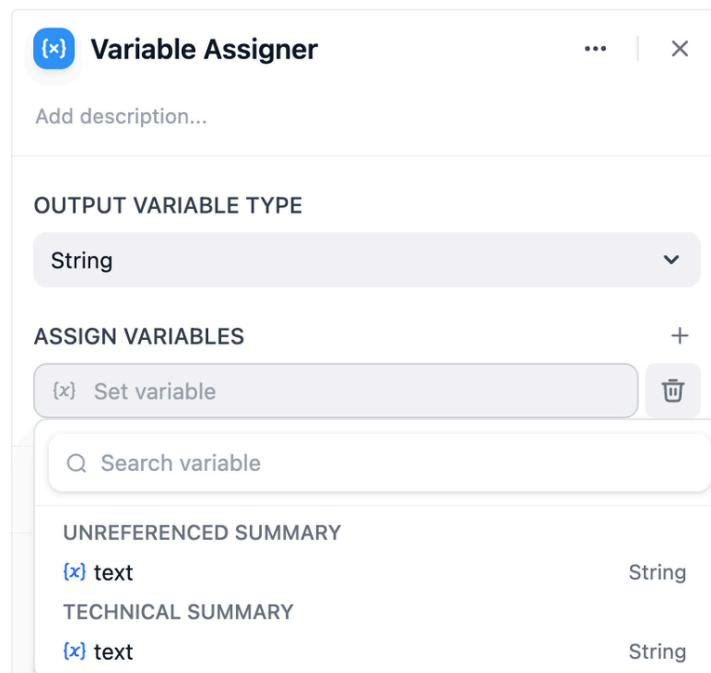 {x} Variable Assigner
Add description...
OUTPUT VARIABLE TYPE
String
ASSIGN VARIABLES
{x} Set variable
Search variable
UNREFERENCED SUMMARY
{x} text String
TECHNICAL SUMMARY
{x} text String